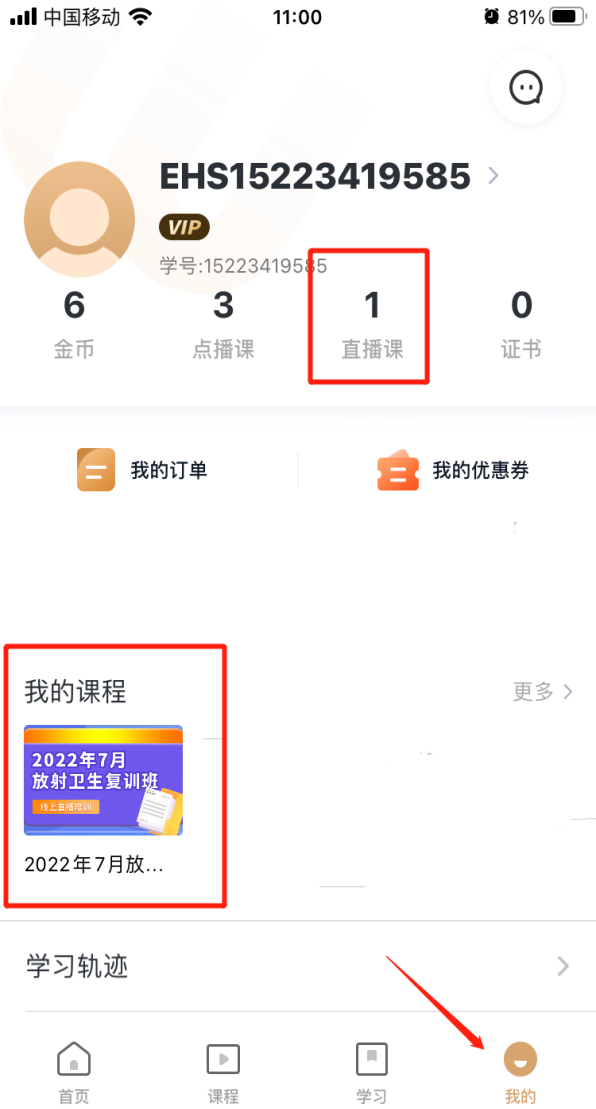 中国移动 11:00 81%
EHS15223419585
VIP
学号:15223419585
6 3 1 0
金币 点播课 直播课 证书
我的订单 我的优惠券
我的课程 更多
2022年7月
放射卫生复训班
线上直播培训
2022年7月放...
学习轨迹
首页 课程 学习 我的